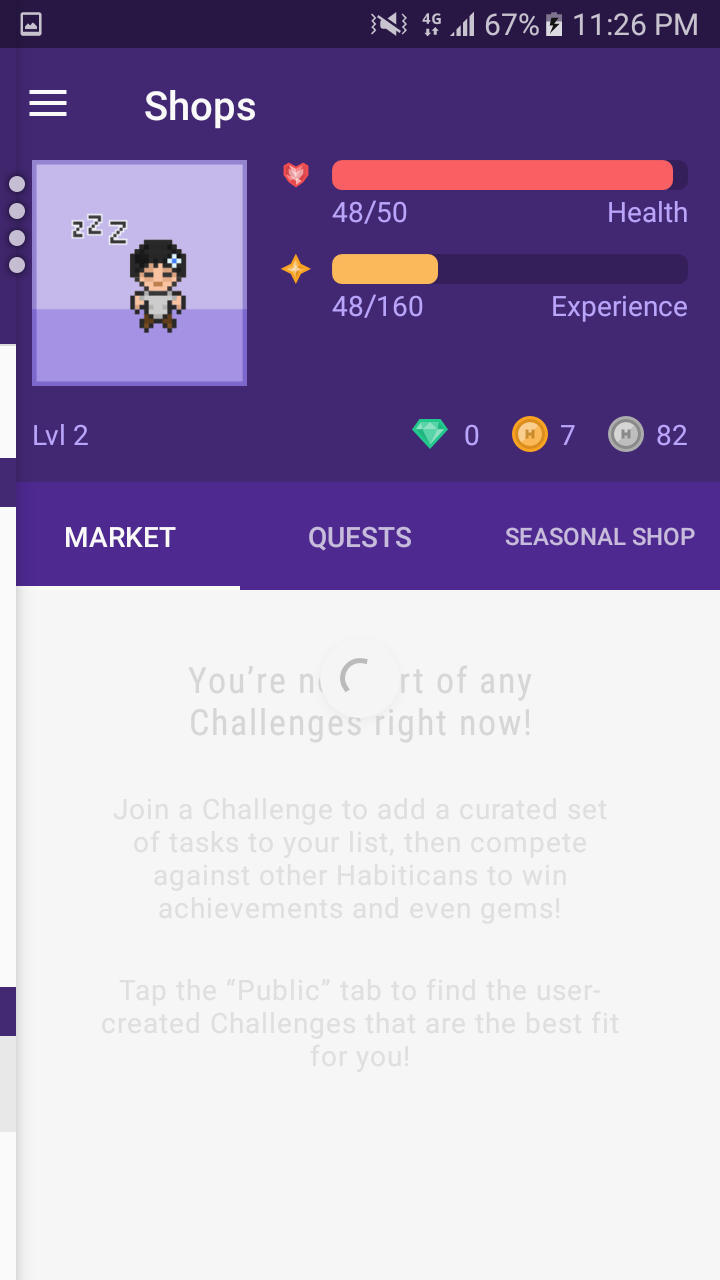 4G 67% 11:26 PM
Shops
zZZ
48/50 Health
48/160 Experience
Lvl 2 0 H 7 H 82
MARKET QUESTS SEASONAL SHOP
You’re of any
Challenges right now!
Join a Challenge to add a curated set
of tasks to your list, then compete
against other Habiticans to win
achievements and even gems!
Tap the “Public” tab to find the user-
created Challenges that are the best fit
for you!